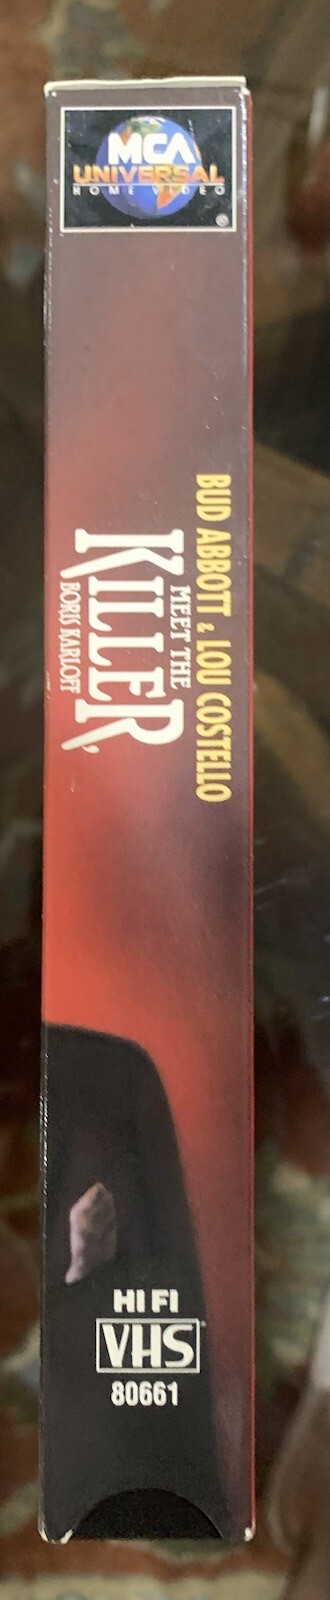 MCA
UNIVERSAL
HOME VIDEO
®
BUD ABBOTT & LOU COSTELLO
MEET THE
KILLER,
BORIS KARLOFF
HI FI
VHS
80661